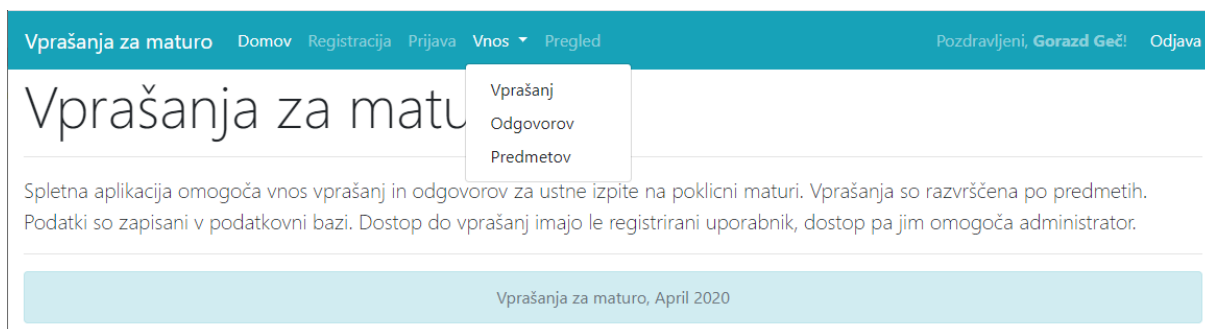 Vprašanja za maturo Domov Registracija Prijava Vnos Pregled Pozdravljeni, Gorazd Geč! Odjava
Vprašanj
Odgovorov
Predmetov
Vprašanja za matu
Spletna aplikacija omogoča vnos vprašanj in odgovorov za ustne izpite na poklicni maturi. Vprašanja so razvrščena po predmetih.
Podatki so zapisani v podatkovni bazi. Dostop do vprašanj imajo le registrirani uporabnik, dostop pa jim omogoča administrator.
Vprašanja za maturo, April 2020